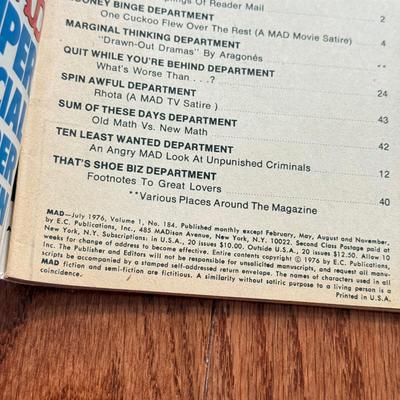 of Reader Mail 2
BINGE DEPARTMENT
One Cuckoo Flew Over The Rest (A MAD Movie Satire) 4
MARGINAL THINKING DEPARTMENT
"Drawn-Out Dramas" By Aragonés **
QUIT WHILE YOU'RE BEHIND DEPARTMENT
What's Worse Than . . .? 24
SPIN AWFUL DEPARTMENT
Rhota (A MAD TV Satire ) 43
SUM OF THESE DAYS DEPARTMENT
Old Math Vs. New Math 42
TEN LEAST WANTED DEPARTMENT
An Angry MAD Look At Unpunished Criminals 12
THAT'S SHOE BIZ DEPARTMENT
Footnotes To Great Lovers 40
**Various Places Around The Magazine
MAD—July 1976, Volume 1, No. 184. Published monthly except February, May, August and November,
by E.C. Publications, Inc., 485 MADison Avenue, New York, N.Y. 10022. Second Class Postage paid at
New York, N.Y. Subscriptions: In U.S.A., 20 issues $10.00. Outside U.S.A., 20 issues $12.50. Allow 10
weeks for change of address to become effective. Entire contents copyright © 1976 by E.C. Publications,
Inc. The Publisher and Editors will not be responsible for unsolicited manuscripts, and request all manu-
scripts be accompanied by a stamped self-addressed return envelope. The names of characters used in all
MAD fiction and semi-fiction are fictitious. A similarity without satiric purpose to a living person is a
coincidence.
Printed in U.S.A.